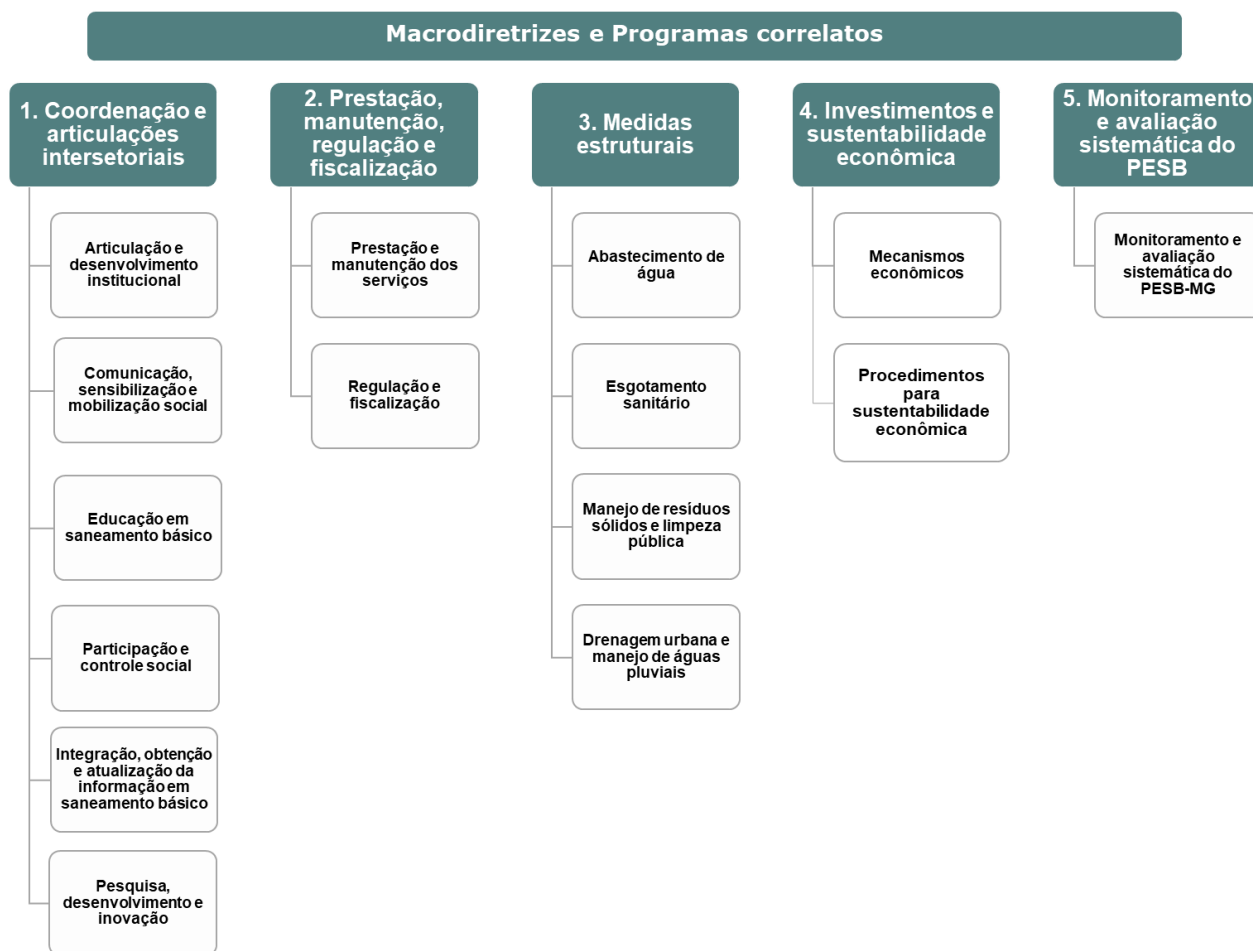 Macrodiretrizes e Programas correlatos
1. Coordenação e
articulações
intersetoriais
Articulação e
desenvolvimento
institucional
Comunicação,
sensibilização e
mobilização social
Educação em
saneamento básico
Participação e
controle social
Integração, obtenção
e atualização da
informação em
saneamento básico
Pesquisa,
desenvolvimento e
inovação
2. Prestação,
manutenção,
regulação e
fiscalização
Prestação e
manutenção dos
serviços
Regulação e
fiscalização
3. Medidas
estruturais
Abastecimento de
água
Esgotamento
sanitário
Manejo de resíduos
sólidos e limpeza
pública
Drenagem urbana e
manejo de águas
pluviais
4. Investimentos e
sustentabilidade
econômica
Mecanismos
econômicos
Procedimentos
para
sustentabilidade
econômica
5. Monitoramento
e avaliação
sistemática do
PESB
Monitoramento e
avaliação
sistemática do
PESB-MG